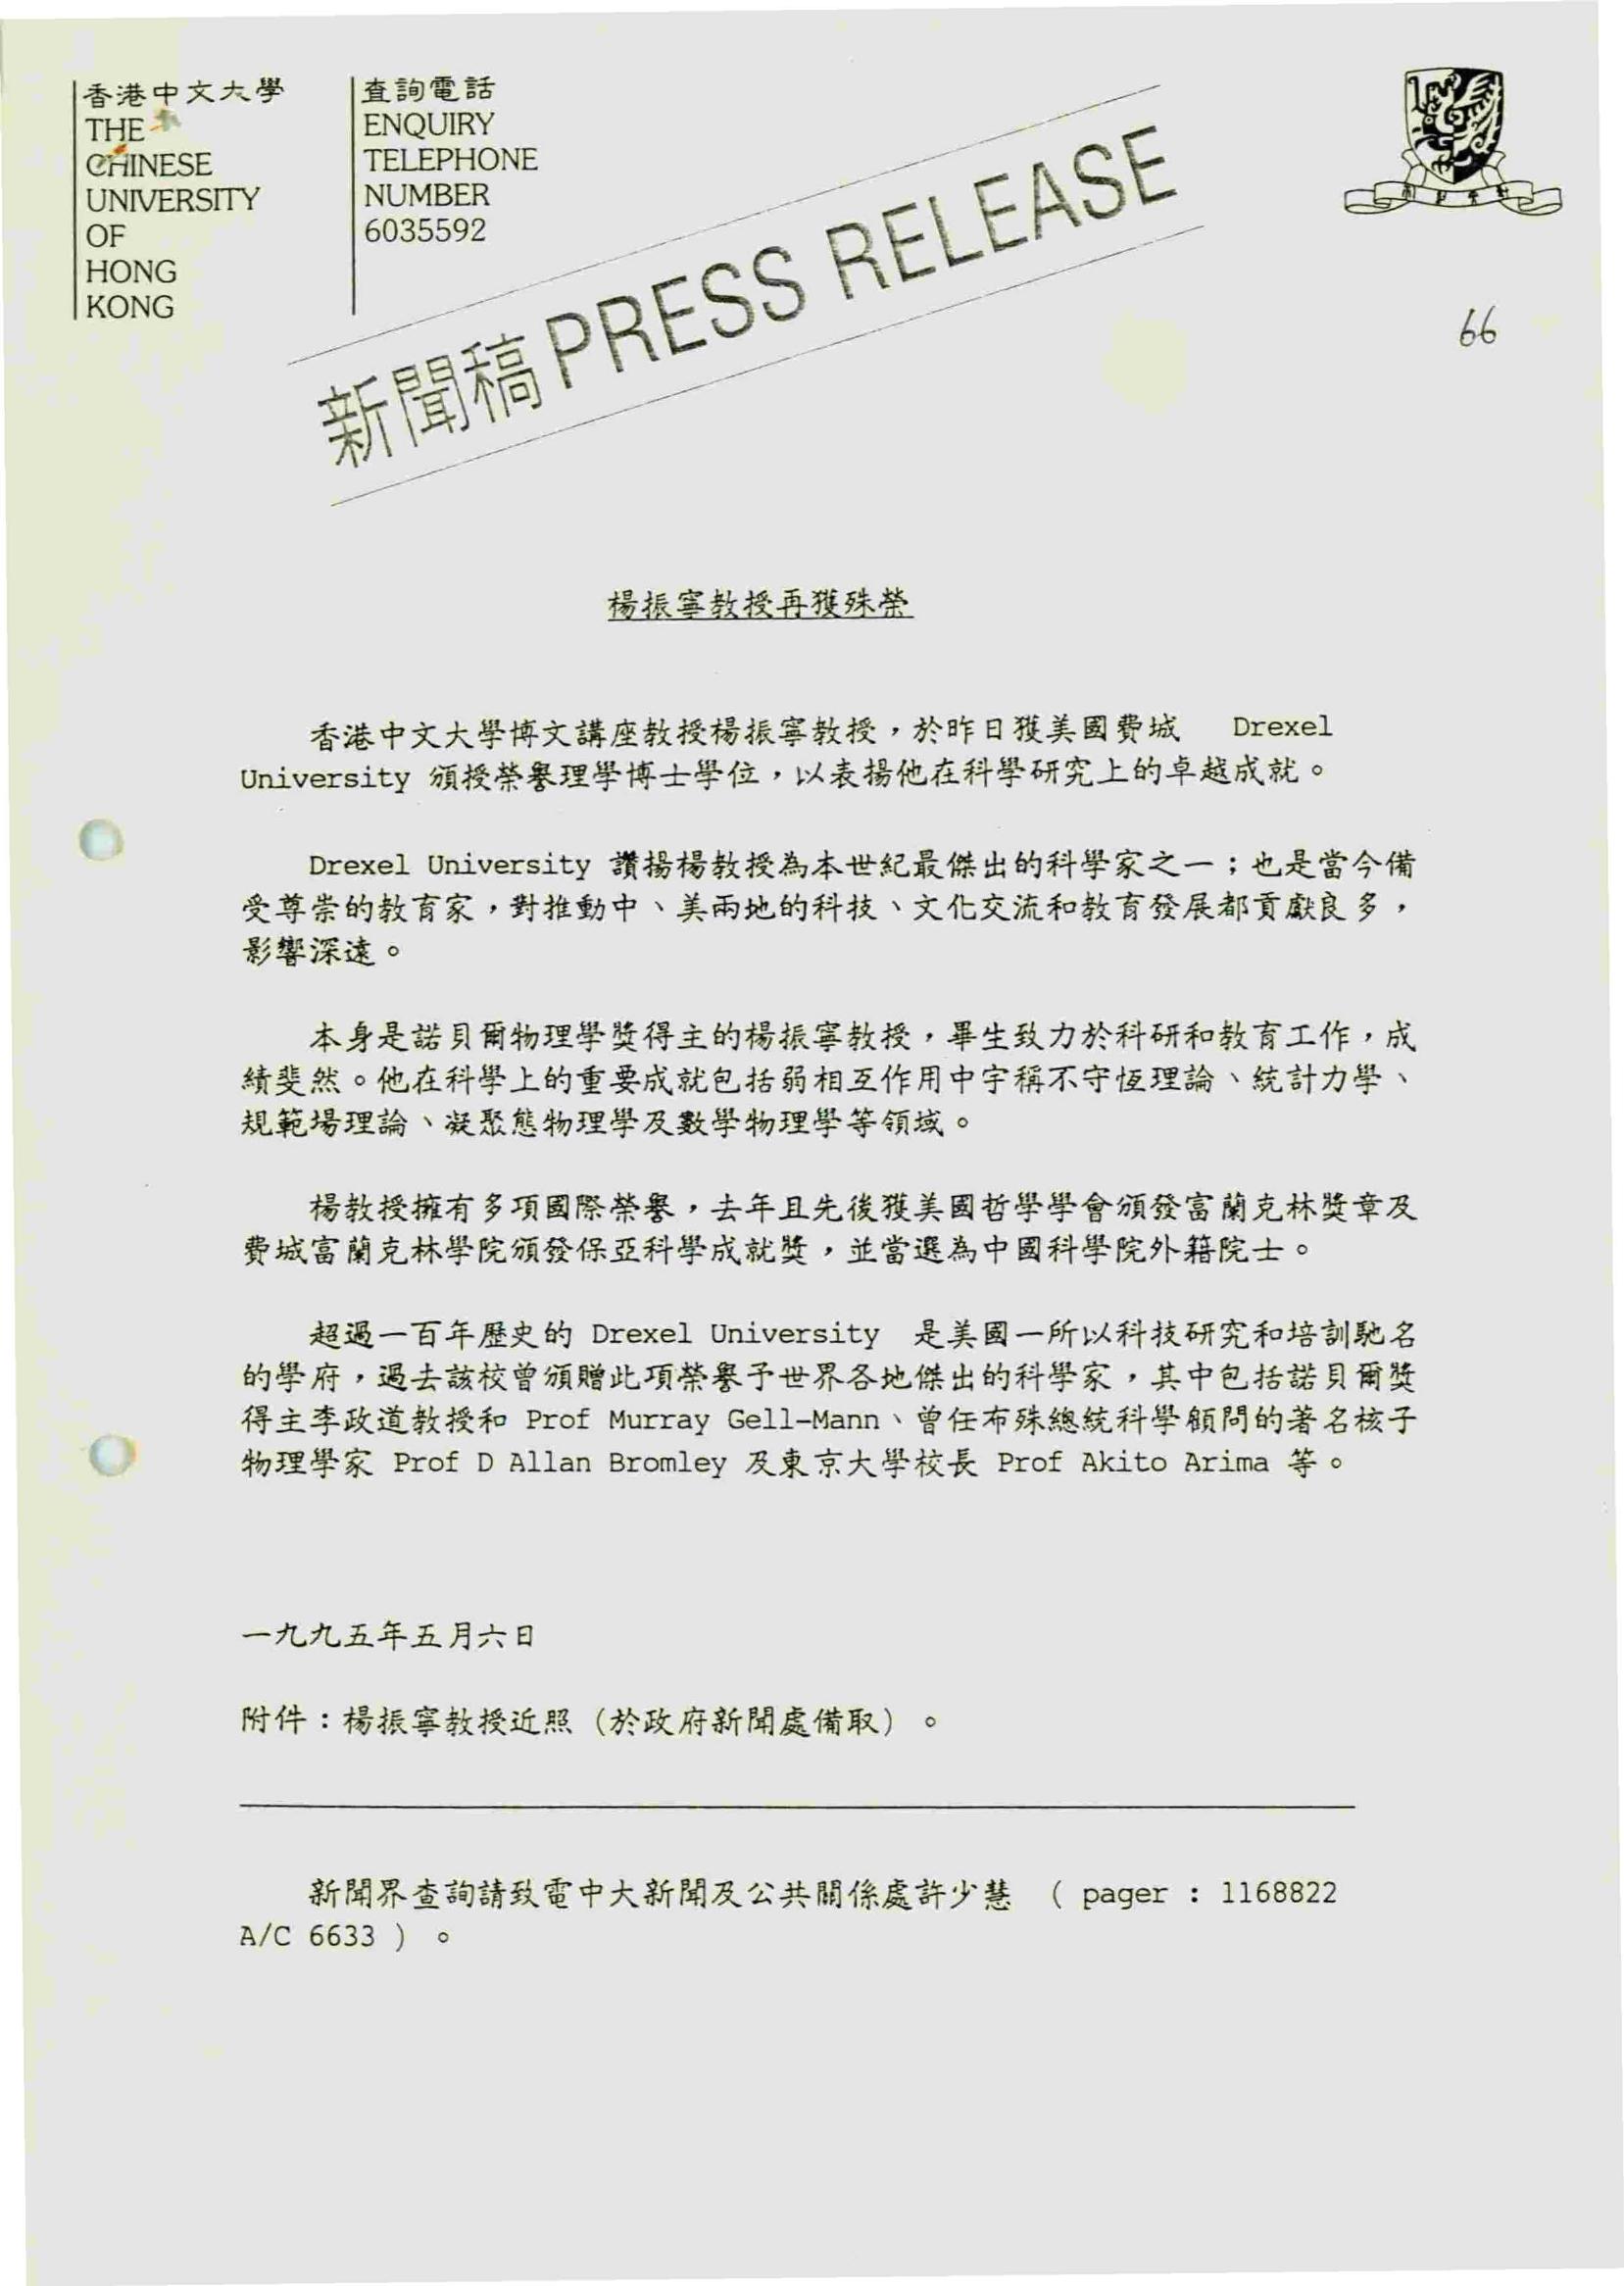 香港中文大學
THE
CHINESE
UNIVERSITY
OF
HONG
KONG
查詢電話
ENQUIRY
TELEPHONE
NUMBER
6035592
新聞稿 PRESS RELEASE
66
楊振寧教授再獲殊榮
香港中文大學博文講座教授楊振寧教授，於昨日獲美國費城 Drexel
University 頒授榮譽理學博士學位，以表揚他在科學研究上的卓越成就。
Drexel University 讚揚楊教授為本世紀最傑出的科學家之一；也是當今備
受尊崇的教育家，對推動中、美兩地的科技、文化交流和教育發展都貢獻良多，
影響深遠。
本身是諾貝爾物理學獎得主的楊振寧教授，畢生致力於科研和教育工作，成
績斐然。他在科學上的重要成就包括弱相互作用中宇稱不守恆理論、統計力學、
規範場理論、凝聚態物理學及數學物理學等領域。
楊教授擁有多項國際榮譽，去年且先後獲美國哲學學會頒發富蘭克林獎章及
費城富蘭克林學院頒發保亞科學成就獎，並當選為中國科學院外籍院士。
超過一百年歷史的 Drexel University 是美國一所以科技研究和培訓馳名
的學府，過去該校曾頒贈此項榮譽予世界各地傑出的科學家，其中包括諾貝爾獎
得主李政道教授和 Prof Murray Gell-Mann、曾任布殊總統科學顧問的著名核子
物理學家 Prof D Allan Bromley 及東京大學校長 Prof Akito Arima 等。
一九九五年五月六日
附件：楊振寧教授近照（於政府新聞處備取）。
新聞界查詢請致電中大新聞及公共關係處許少慧 ( pager : 1168822
A/C 6633 ) 。